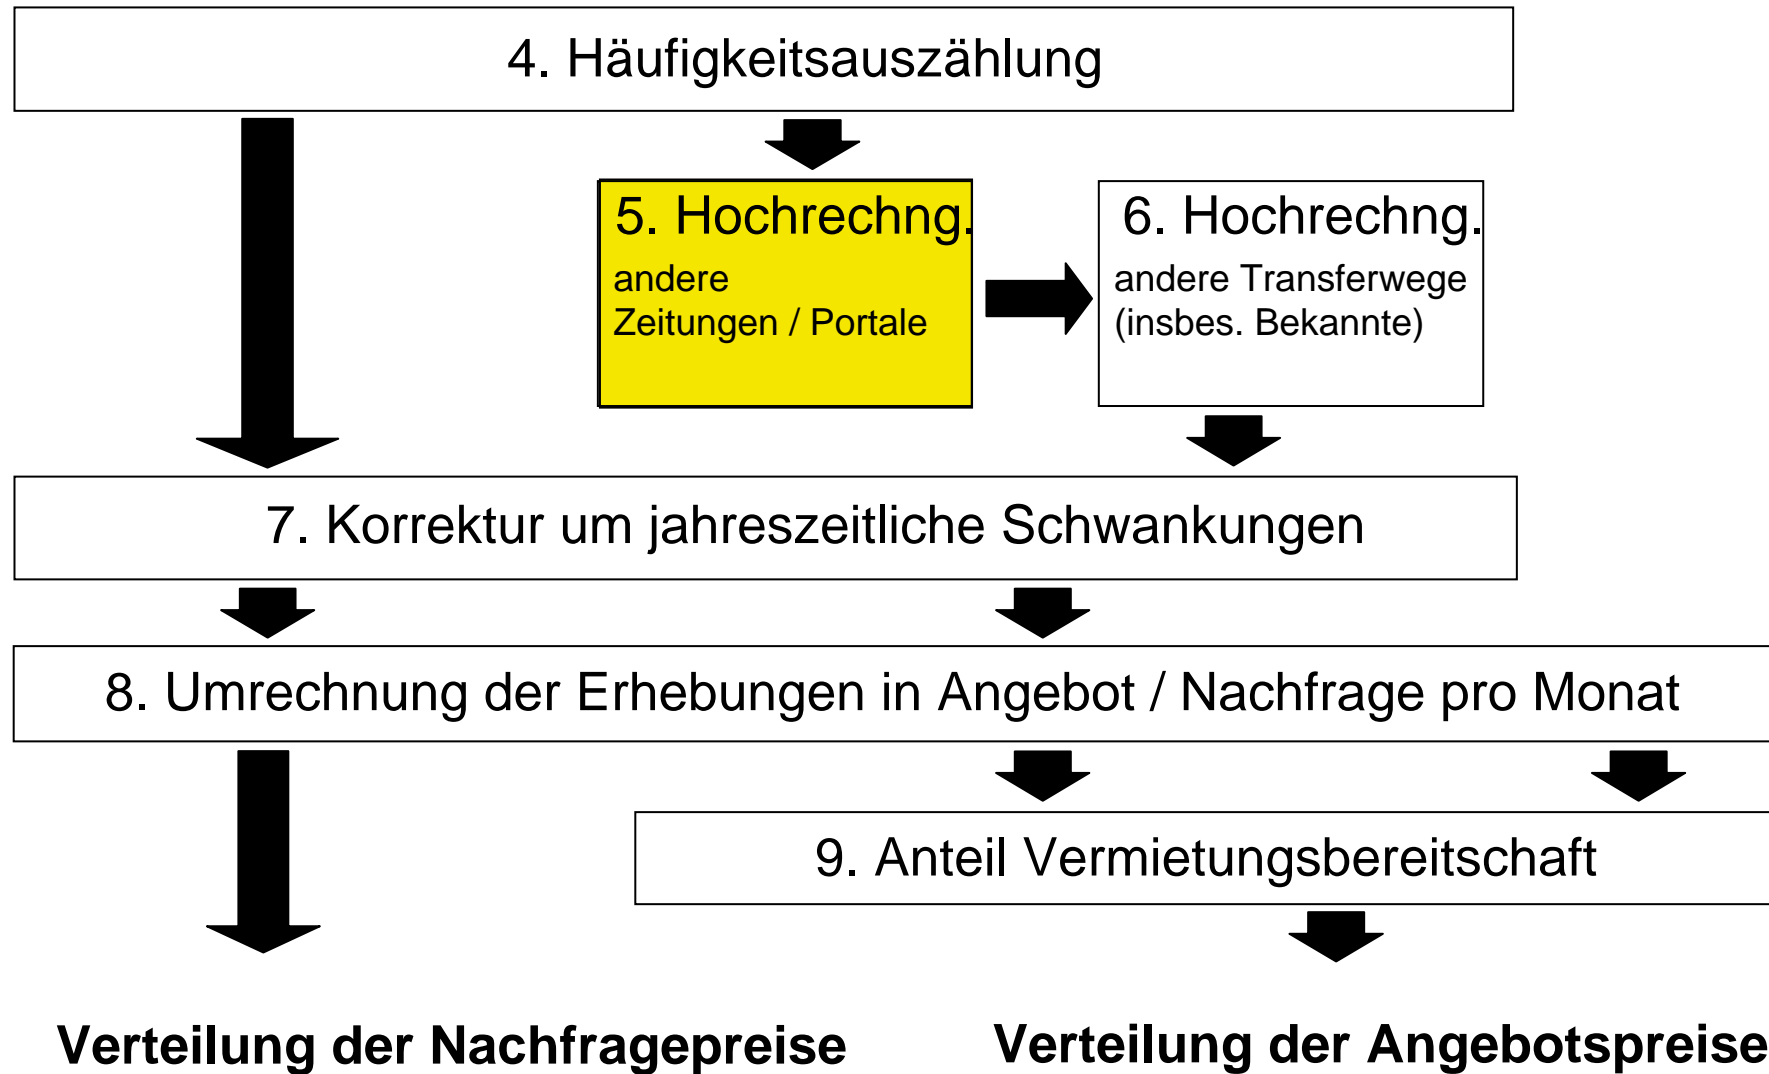 4. Häufigkeitsauszählung
5. Hochrechng.
andere
Zeitungen / Portale
6. Hochrechng.
andere Transferwege
(insbes. Bekannte)
7. Korrektur um jahreszeitliche Schwankungen
8. Umrechnung der Erhebungen in Angebot / Nachfrage pro Monat
9. Anteil Vermietungsbereitschaft
Verteilung der Nachfragepreise
Verteilung der Angebotspreise